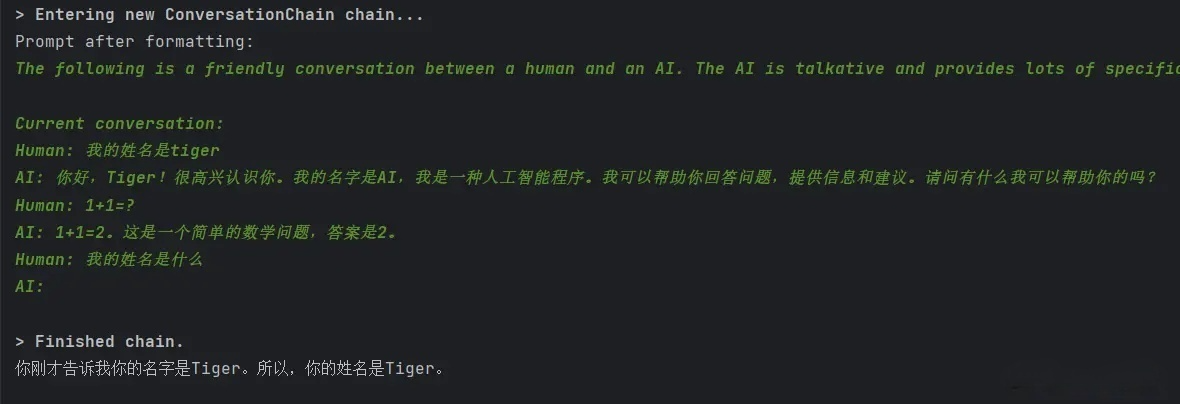 > Entering new ConversationChain chain...
Prompt after formatting:
The following is a friendly conversation between a human and an AI. The AI is talkative and provides lots of specific
Current conversation:
Human: 我的姓名是tiger
AI: 你好，Tiger！很高兴认识你。我的名字是AI，我是一种人工智能程序。我可以帮助你回答问题，提供信息和建议。请问有什么我可以帮助你的吗？
Human: 1+1=?
AI: 1+1=2。这是一个简单的数学问题，答案是2。
Human: 我的姓名是什么
AI:
> Finished chain.
你刚才告诉我你的名字是Tiger。所以，你的姓名是Tiger。